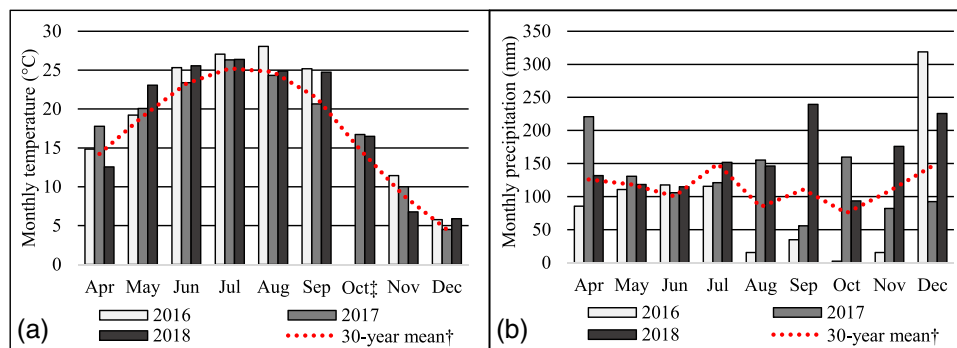 Monthly temperature (°C)
30
25
20
15
10
5
0
Apr May Jun Jul Aug Sep Oct‡ Nov Dec
2016 2017
2018 30-year mean†
(a)
Monthly precipitation (mm)
350
300
250
200
150
100
50
0
Apr May Jun Jul Aug Sep Oct Nov Dec
2016 2017
2018 30-year mean†
(b)